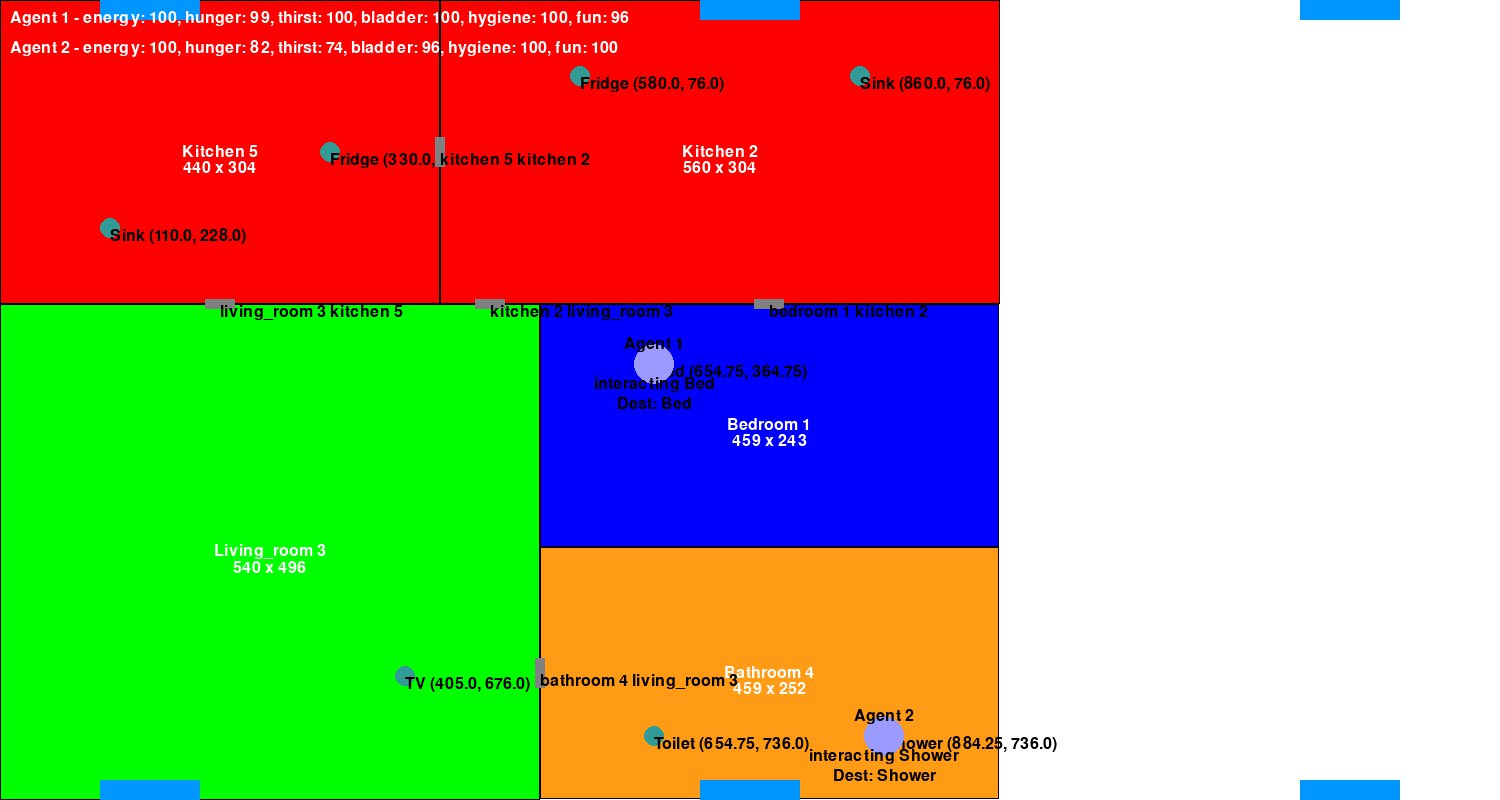 Agent 1 - energy: 100, hunger: 99, thirst: 100, bladder: 100, hygiene: 100, fun: 96
Agent 2 - energy: 100, hunger: 82, thirst: 74, bladder: 96, hygiene: 100, fun: 100
Fridge (580.0, 76.0)
Sink (860.0, 76.0)
Kitchen 5
440 x 304
Fridge (330.0,
kitchen 5 kitchen 2
Kitchen 2
560 x 304
Sink (110.0, 228.0)
living_room 3 kitchen 5
kitchen 2 living_room 3
bedroom 1 kitchen 2
Agent 1
(654.75, 364.75)
interacting Bed
Dest: Bed
Bedroom 1
459 x 243
Living_room 3
540 x 496
Bathroom 4
459 x 252
bathroom 4 living_room 3
TV (405.0, 676.0)
Agent 2
Toilet (654.75, 736.0)
(884.25, 736.0)
interacting Shower
Dest: Shower